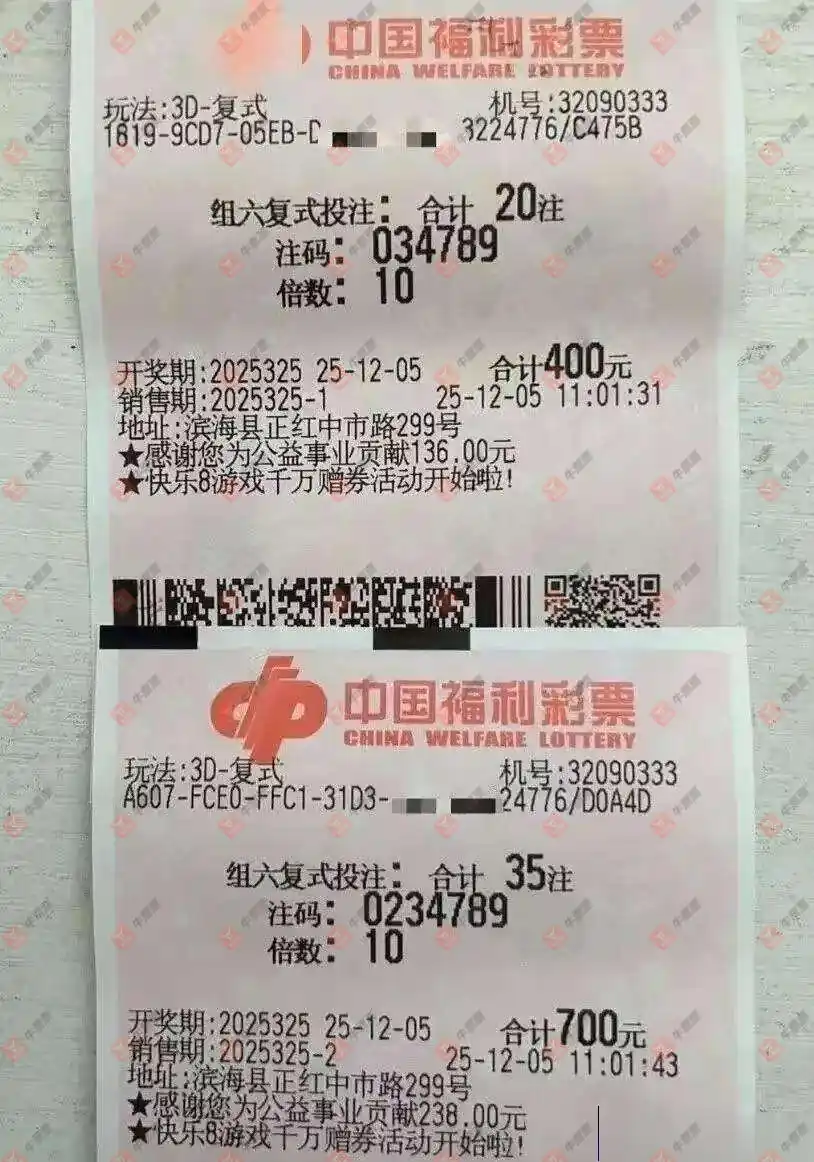 中国福利彩票
CHINA WELFARE LOTTERY
玩法:3D-复式 机号:32090333
1819-9CD7-05EB-D 3224776/C475B
组六复式投注: 合计 20注
注码: 034789
倍数: 10
开奖期:2025325 25-12-05 合计400元
销售期:2025325-1 25-12-05 11:01:31
地址:滨海县正红中市路299号
★感谢您为公益事业贡献136.00元
★快乐8游戏千万赠券活动开始啦!
中国福利彩票
CHINA WELFARE LOTTERY
玩法:3D-复式 机号:32090333
A607-FCE0-FFC1-31D3- 24776/D0A4D
组六复式投注: 合计 35注
注码: 0234789
倍数: 10
开奖期:2025325 25-12-05 合计700元
销售期:2025325-2 25-12-05 11:01:43
地址:滨海县正红中市路299号
★感谢您为公益事业贡献238.00元
★快乐8游戏千万赠券活动开始啦!